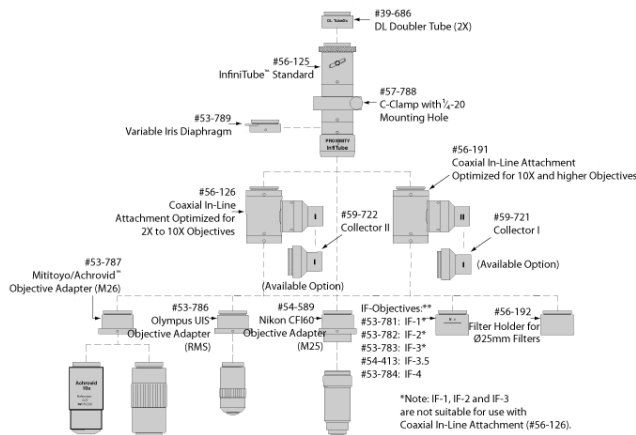 DL TubeDs
#39-686
DL Doubler Tube (2X)
#56-125
InfiniTube™ Standard
#57-788
C-Clamp with ¼-20
Mounting Hole
#53-789
Variable Iris Diaphragm
PROXIMITY
InfiTube
#56-191
Coaxial In-Line Attachment
Optimized for 10X and higher Objectives
#56-126
Coaxial In-Line
Attachment Optimized for
2X to 10X Objectives
I
II
#59-722
Collector II
#59-721
Collector I
I
I
(Available Option)
(Available Option)
#53-787
Mititoyo/Achrovid™
Objective Adapter (M26)
#53-786
Olympus UIS
Objective Adapter
(RMS)
#54-589
Nikon CFI60
Objective Adapter
(M25)
IF-Objectives:**
#53-781: IF-1*
#53-782: IF-2*
#53-783: IF-3*
#54-413: IF-3.5
#53-784: IF-4
#56-192
Filter Holder for
Ø25mm Filters
*Note: IF-1, IF-2 and IF-3
are not suitable for use with
Coaxial In-Line Attachment (#56-126).